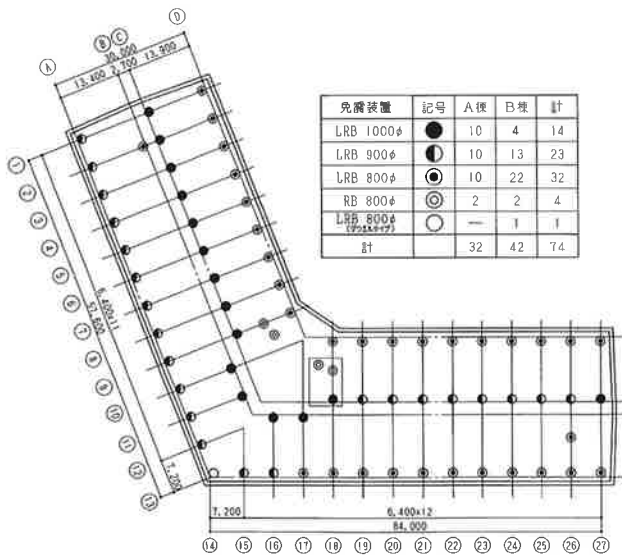 Ⓓ
Ⓑ Ⓒ
Ⓐ
30,000
13,400 2,700 13,900
免震装置 記号 A棟 B棟 計
LRB 1000φ ● 10 4 14
LRB 900φ ◐ 10 13 23
LRB 800φ ◉ 10 22 32
RB 800φ ◎ 2 2 4
LRB 800φ ○ — 1 1
計 32 42 74
① ② ③ ④ ⑤ ⑥ ⑦ ⑧ ⑨ ⑩ ⑪ ⑫ ⑬
6,400x11
57,600
7,200
7,200 6,400x12
84,000
⑭ ⑮ ⑯ ⑰ ⑱ ⑲ ⑳ ㉑ ㉒ ㉓ ㉔ ㉕ ㉖ ㉗